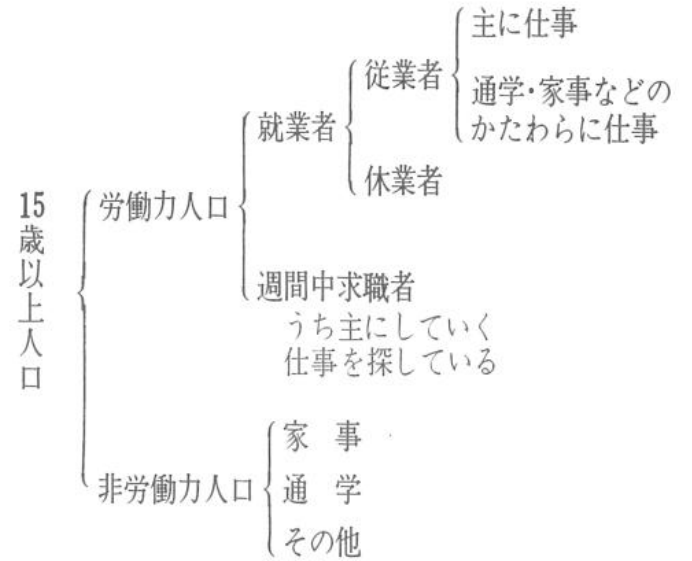 15歳以上人口
労働力人口
就業者
従業者
主に仕事
通学・家事などの
かたわらに仕事
休業者
週間中求職者
うち主にしていく
仕事を探している
非労働力人口
家 事
通 学
その他